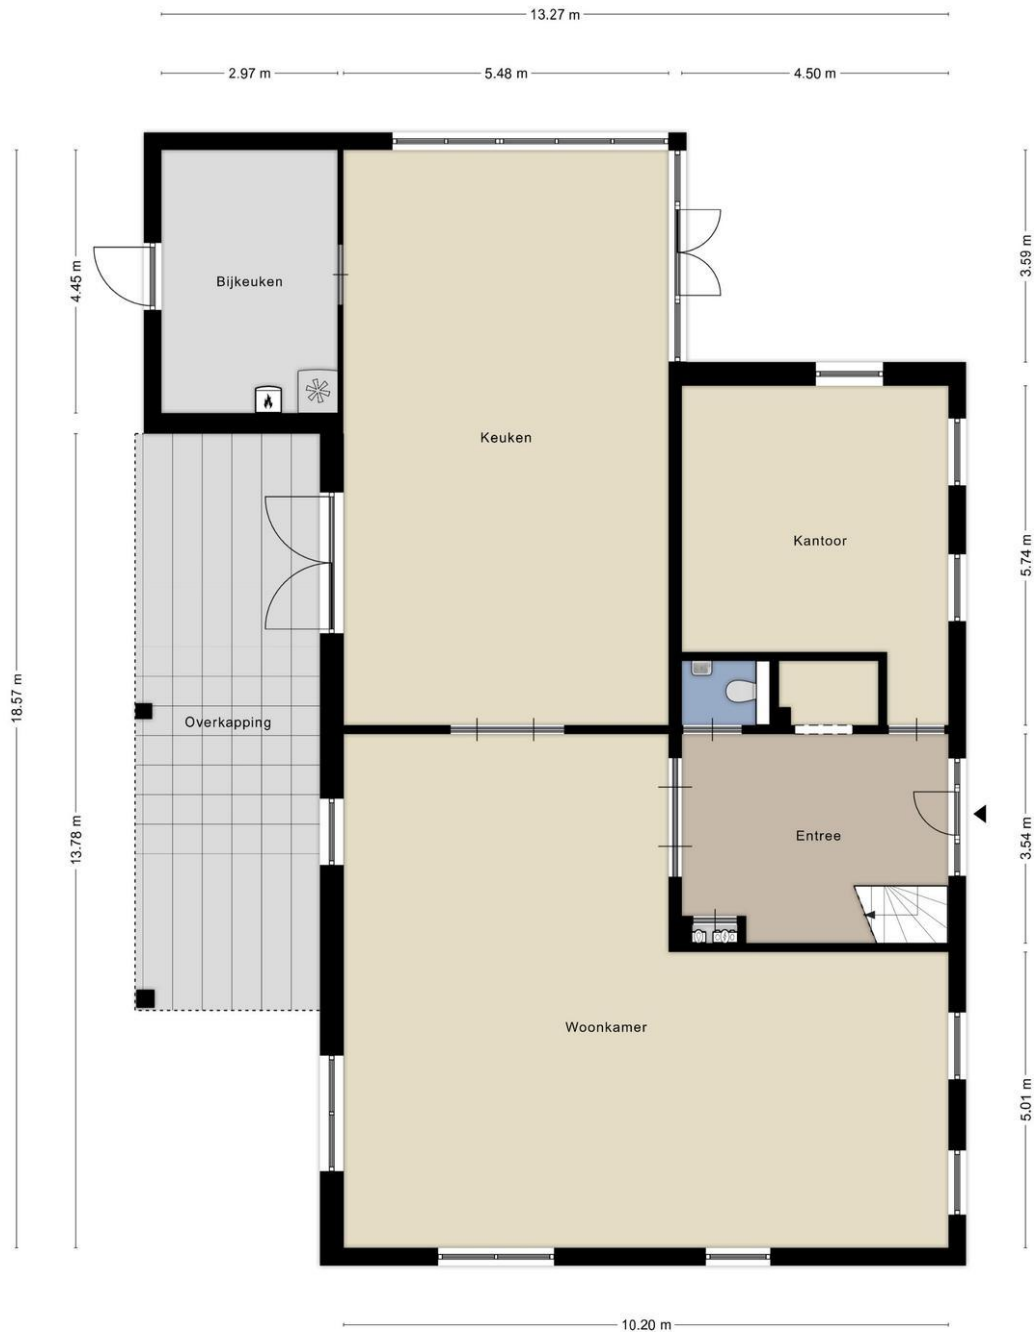 13.27 m
2.97 m
5.48 m
4.50 m
3.59 m
4.45 m
Bijkeuken
Keuken
Kantoor
5.74 m
18.57 m
Overkapping
13.78 m
Entree
3.54 m
Woonkamer
5.01 m
10.20 m